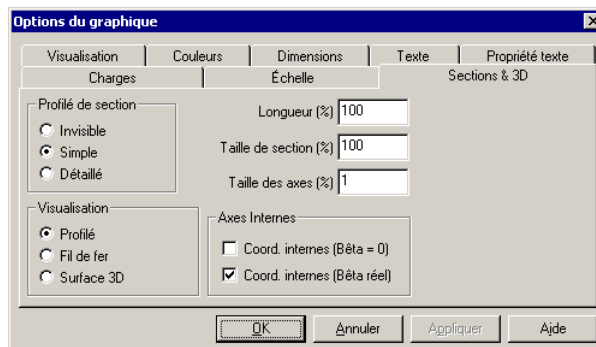 Options du graphique
Visualisation Couleurs Dimensions Texte Propriété texte
Charges Échelle Sections & 3D
Profilé de section
Invisible
Simple
Détaillé
Longueur (%) 100
Taille de section (%) 100
Taille des axes (%) 1
Visualisation
Profilé
Fil de fer
Surface 3D
Axes Internes
Coord. internes (Bêta = 0)
Coord. internes (Bêta réel)
OK Annuler Appliquer Aide